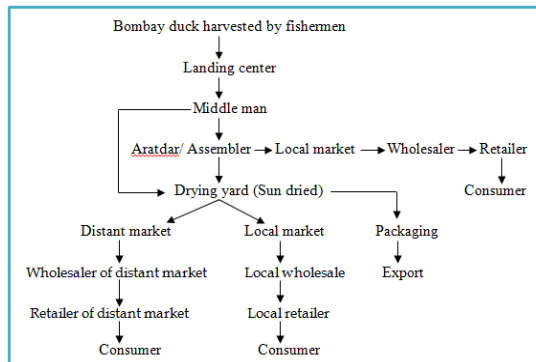 Bombay duck harvested by fishermen
Landing center
Middle man
Aratdar/ Assembler Local market Wholesaler Retailer
Consumer
Drying yard (Sun dried)
Distant market Local market Packaging
Wholesaler of distant market Local wholesale Export
Retailer of distant market Local retailer
Consumer Consumer